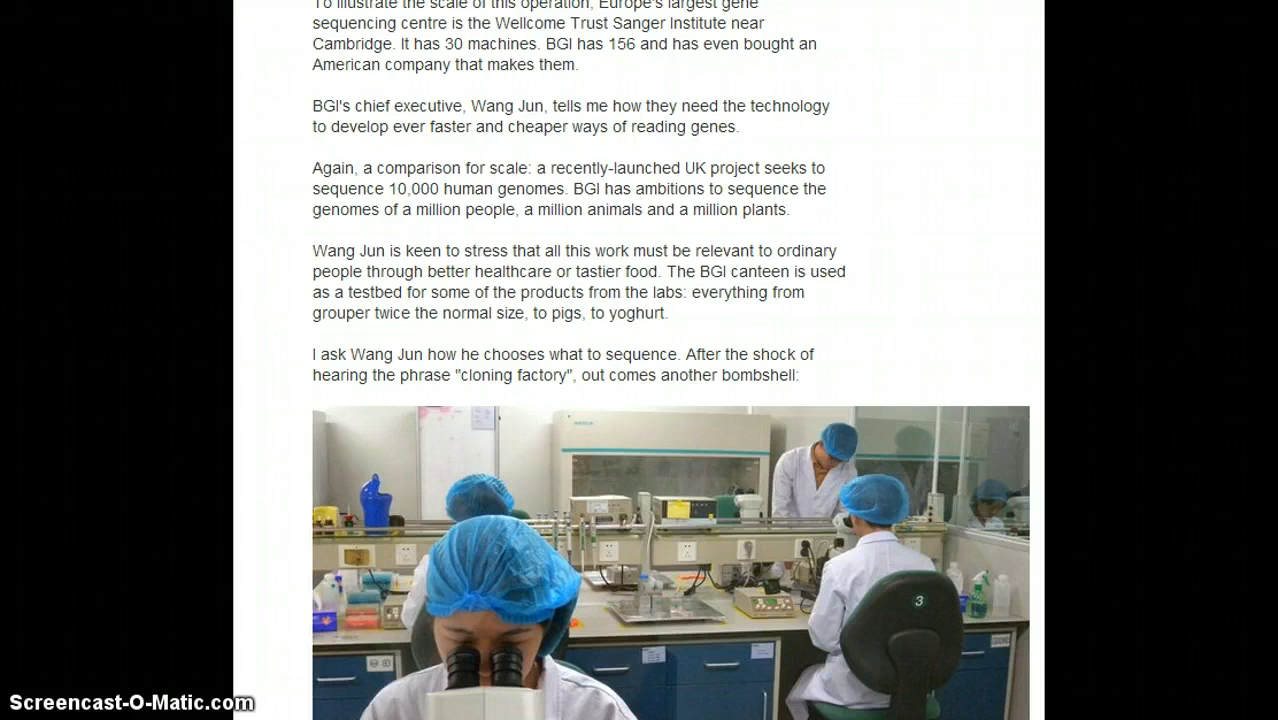 To illustrate the scale of this operation, Europe's largest gene
sequencing centre is the Wellcome Trust Sanger Institute near
Cambridge. It has 30 machines. BGI has 156 and has even bought an
American company that makes them.
BGI's chief executive, Wang Jun, tells me how they need the technology
to develop ever faster and cheaper ways of reading genes.
Again, a comparison for scale: a recently-launched UK project seeks to
sequence 10,000 human genomes. BGI has ambitions to sequence the
genomes of a million people, a million animals and a million plants.
Wang Jun is keen to stress that all this work must be relevant to ordinary
people through better healthcare or tastier food. The BGI canteen is used
as a testbed for some of the products from the labs: everything from
grouper twice the normal size, to pigs, to yoghurt.
I ask Wang Jun how he chooses what to sequence. After the shock of
hearing the phrase "cloning factory", out comes another bombshell:
3
Screencast-O-Matic.com